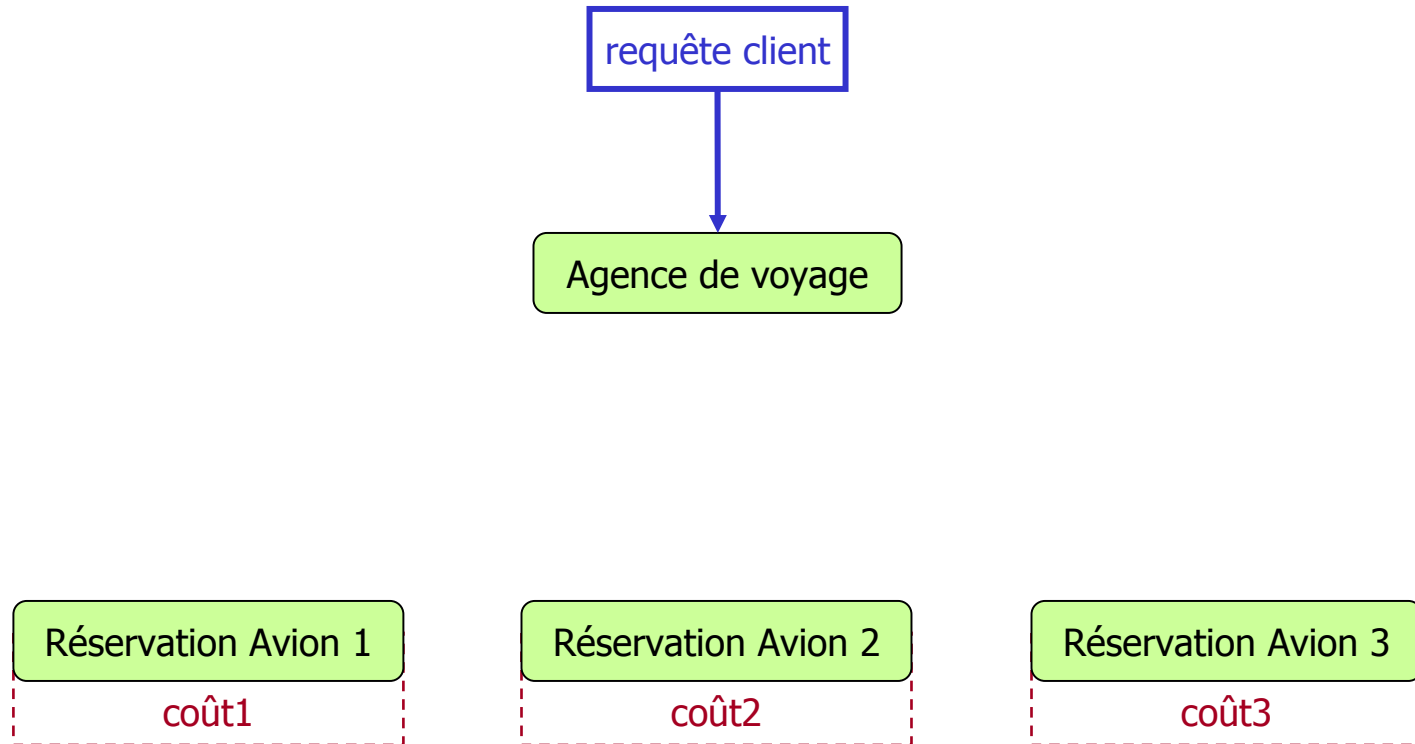 requête client
Agence de voyage
Réservation Avion 1
Réservation Avion 2
Réservation Avion 3
coût1
coût2
coût3